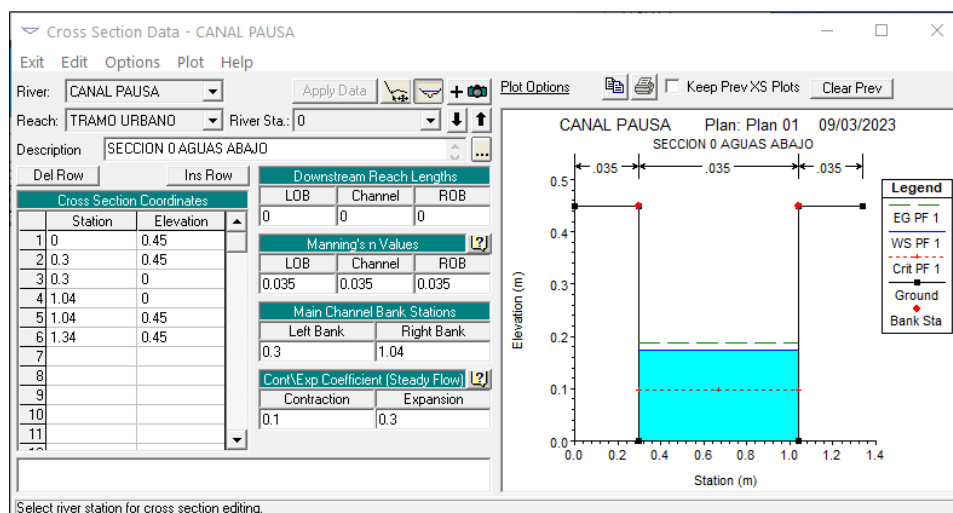 Cross Section Data - CANAL PAUSA
Exit Edit Options Plot Help
River: CANAL PAUSA
Apply Data
Plot Options
Keep Prev XS Plots
Clear Prev
Reach: TRAMO URBANO River Sta.: 0
Description SECCION 0 AGUAS ABAJO ...
Del Row Ins Row
Cross Section Coordinates
Station Elevation
1 0 0.45
2 0.3 0.45
3 0.3 0
4 1.04 0
5 1.04 0.45
6 1.34 0.45
7
8
9
10
11
Downstream Reach Lengths
LOB Channel ROB
0 0 0
Manning's n Values
LOB Channel ROB
0.035 0.035 0.035
Main Channel Bank Stations
Left Bank Right Bank
0.3 1.04
Cont\Exp Coefficient (Steady Flow)
Contraction Expansion
0.1 0.3
CANAL PAUSA Plan: Plan 01 09/03/2023
SECCION 0 AGUAS ABAJO
.035 .035 .035
0.5
0.4
0.3
0.2
0.1
0.0
Elevation (m)
0.0 0.2 0.4 0.6 0.8 1.0 1.2 1.4
Station (m)
Legend
EG PF 1
WS PF 1
Crit PF 1
Ground
Bank Sta
Select river station for cross section editing.